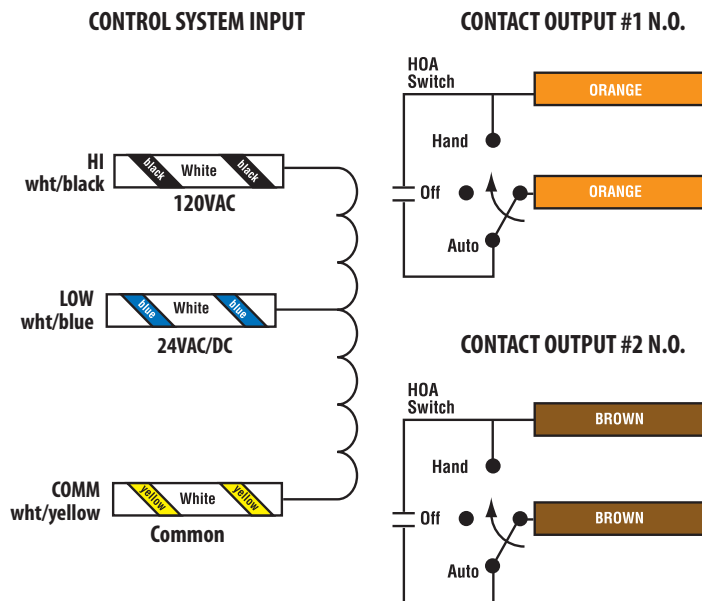 CONTROL SYSTEM INPUT
HI
wht/black
black
White
black
120VAC
LOW
wht/blue
blue
White
blue
24VAC/DC
COMM
wht/yellow
yellow
White
yellow
Common
CONTACT OUTPUT #1 N.O.
HOA
Switch
ORANGE
Hand
Off
ORANGE
Auto
CONTACT OUTPUT #2 N.O.
HOA
Switch
BROWN
Hand
Off
BROWN
Auto